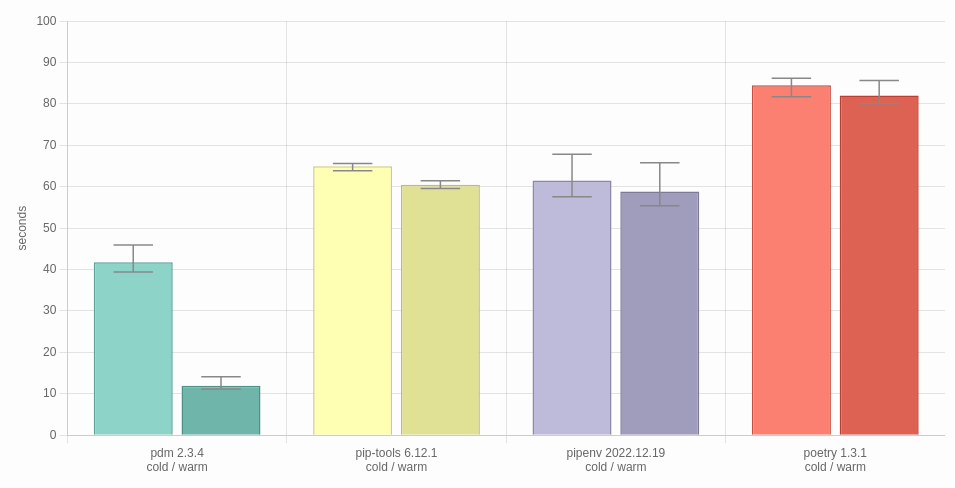 100
90
80
70
60
50
40
30
20
10
0
seconds
pdm 2.3.4
cold / warm
pip-tools 6.12.1
cold / warm
pipenv 2022.12.19
cold / warm
poetry 1.3.1
cold / warm